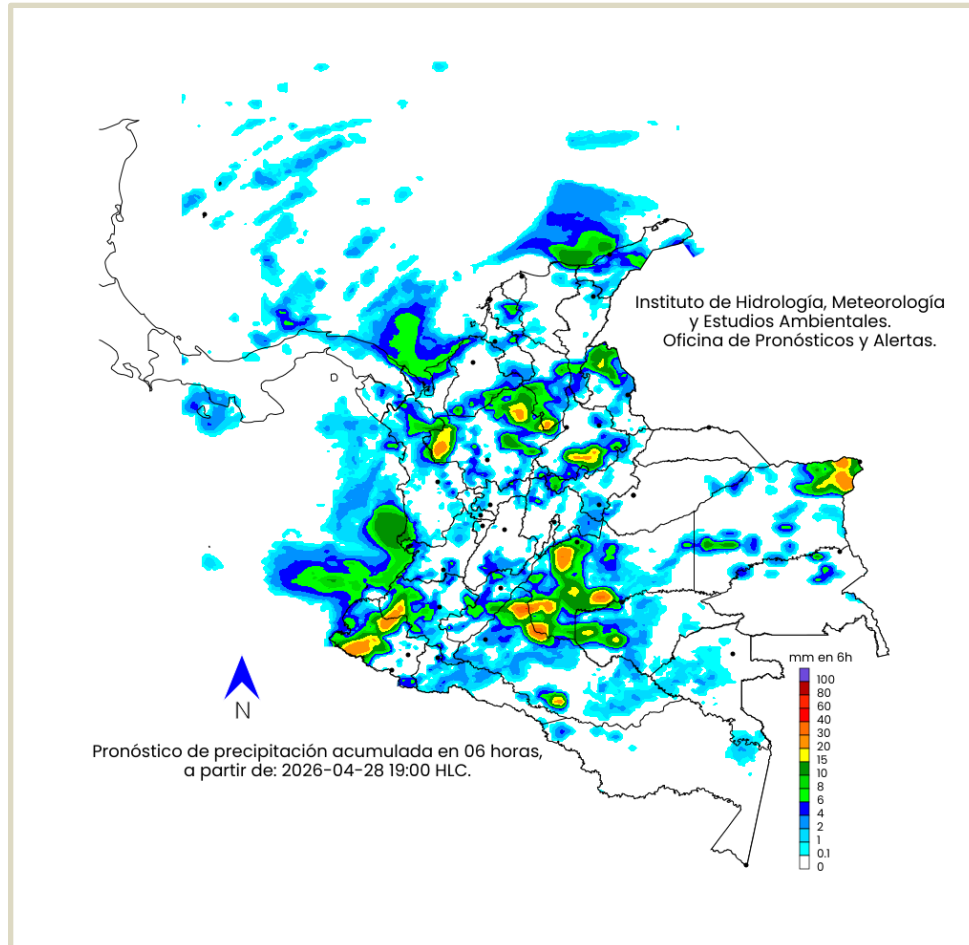 Instituto de Hidrología, Meteorología
y Estudios Ambientales.
Oficina de Pronósticos y Alertas.
N
Pronóstico de precipitación acumulada en 06 horas,
a partir de: 2026-04-28 19:00 HLC.
mm en 6h
100
80
60
40
30
20
15
10
8
6
4
2
1
0.1
0